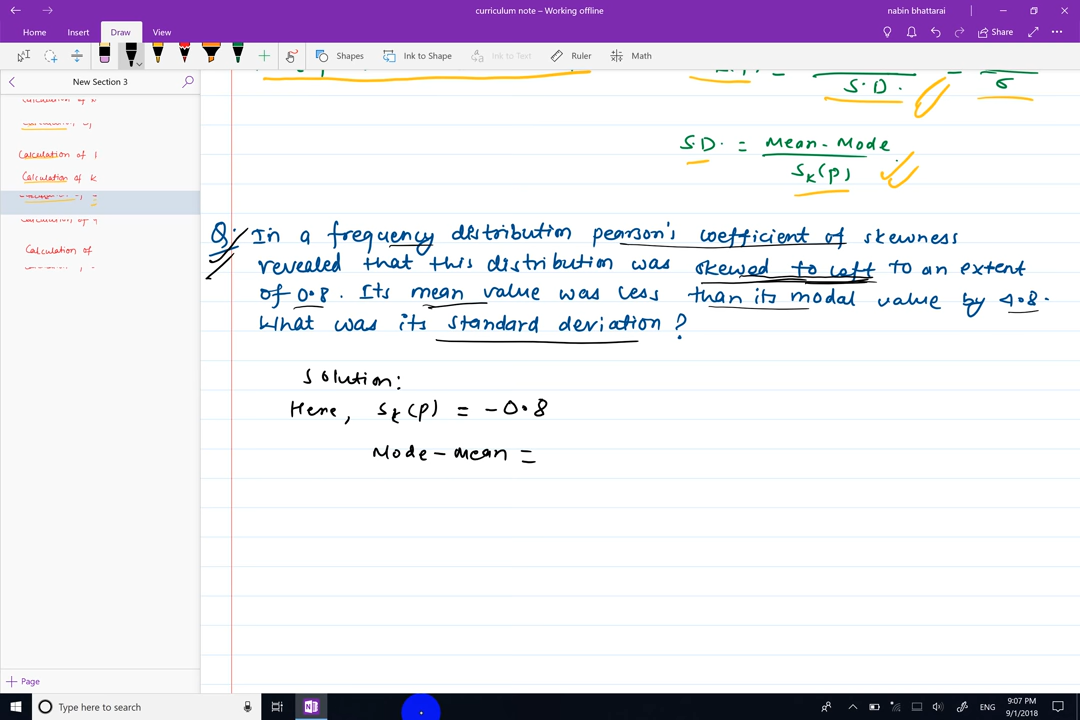 curriculum note – Working offline
nabin bhattarai
Home Insert Draw View
Share
Shapes Ink to Shape Ink to Text Ruler Math
New Section 3
Calculation of
Calculation of
Calculation of
S.D. σ
S.D. = Mean - Mode
Sk(p)
Q: In a frequency distribution pearson's coefficient of skewness
revealed that this distribution was skewed to left to an extent
of 0.8. Its mean value was less than its modal value by 4.8.
What was its standard deviation?
Solution:
Here, Sk(p) = -0.8
Mode - mean =
Page
Type here to search
ENG
9:07 PM
9/1/2018